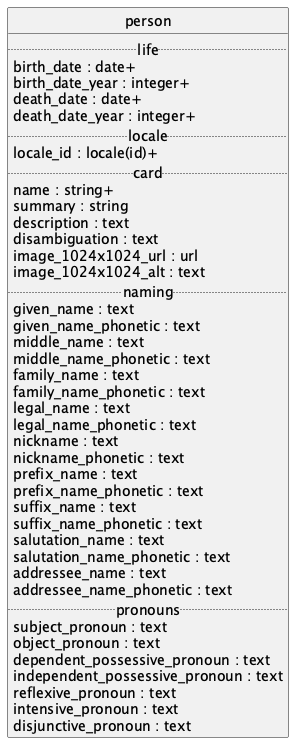 person
life
birth_date : date+
birth_date_year : integer+
death_date : date+
death_date_year : integer+
locale
locale_id : locale(id)+
card
name : string+
summary : string
description : text
disambiguation : text
image_1024x1024_url : url
image_1024x1024_alt : text
naming
given_name : text
given_name_phonetic : text
middle_name : text
middle_name_phonetic : text
family_name : text
family_name_phonetic : text
legal_name : text
legal_name_phonetic : text
nickname : text
nickname_phonetic : text
prefix_name : text
prefix_name_phonetic : text
suffix_name : text
suffix_name_phonetic : text
salutation_name : text
salutation_name_phonetic : text
addressee_name : text
addressee_name_phonetic : text
pronouns
subject_pronoun : text
object_pronoun : text
dependent_possessive_pronoun : text
independent_possessive_pronoun : text
reflexive_pronoun : text
intensive_pronoun : text
disjunctive_pronoun : text